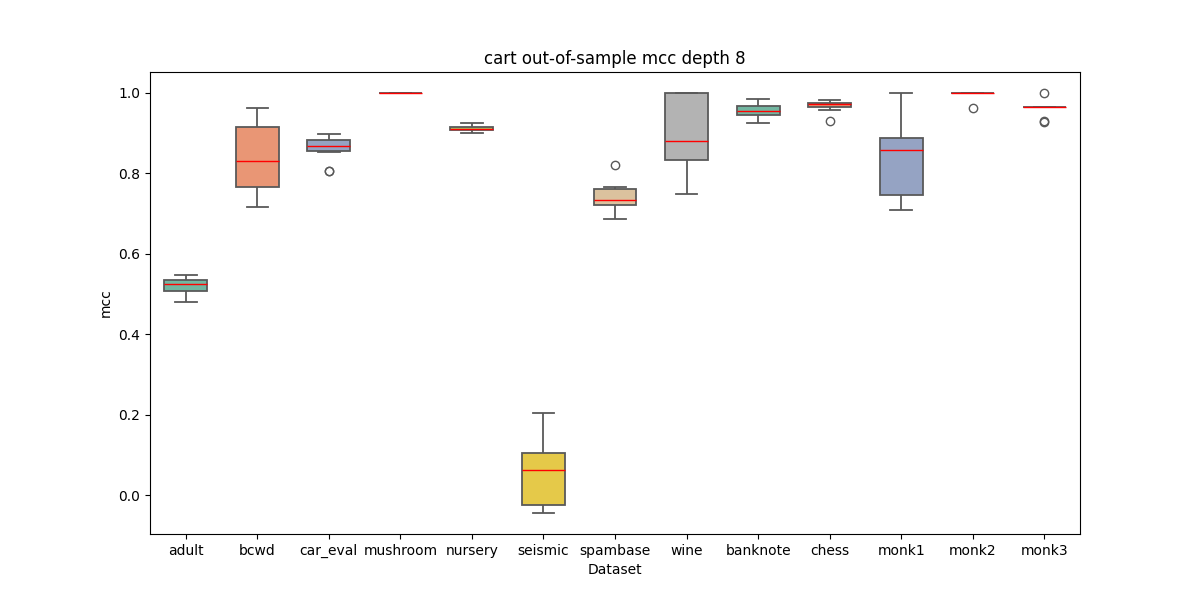 cart out-of-sample mcc depth 8
1.0
0.8
0.6
0.4
0.2
0.0
mcc
adult bcwd car_eval mushroom nursery seismic spambase wine banknote chess monk1 monk2 monk3
Dataset